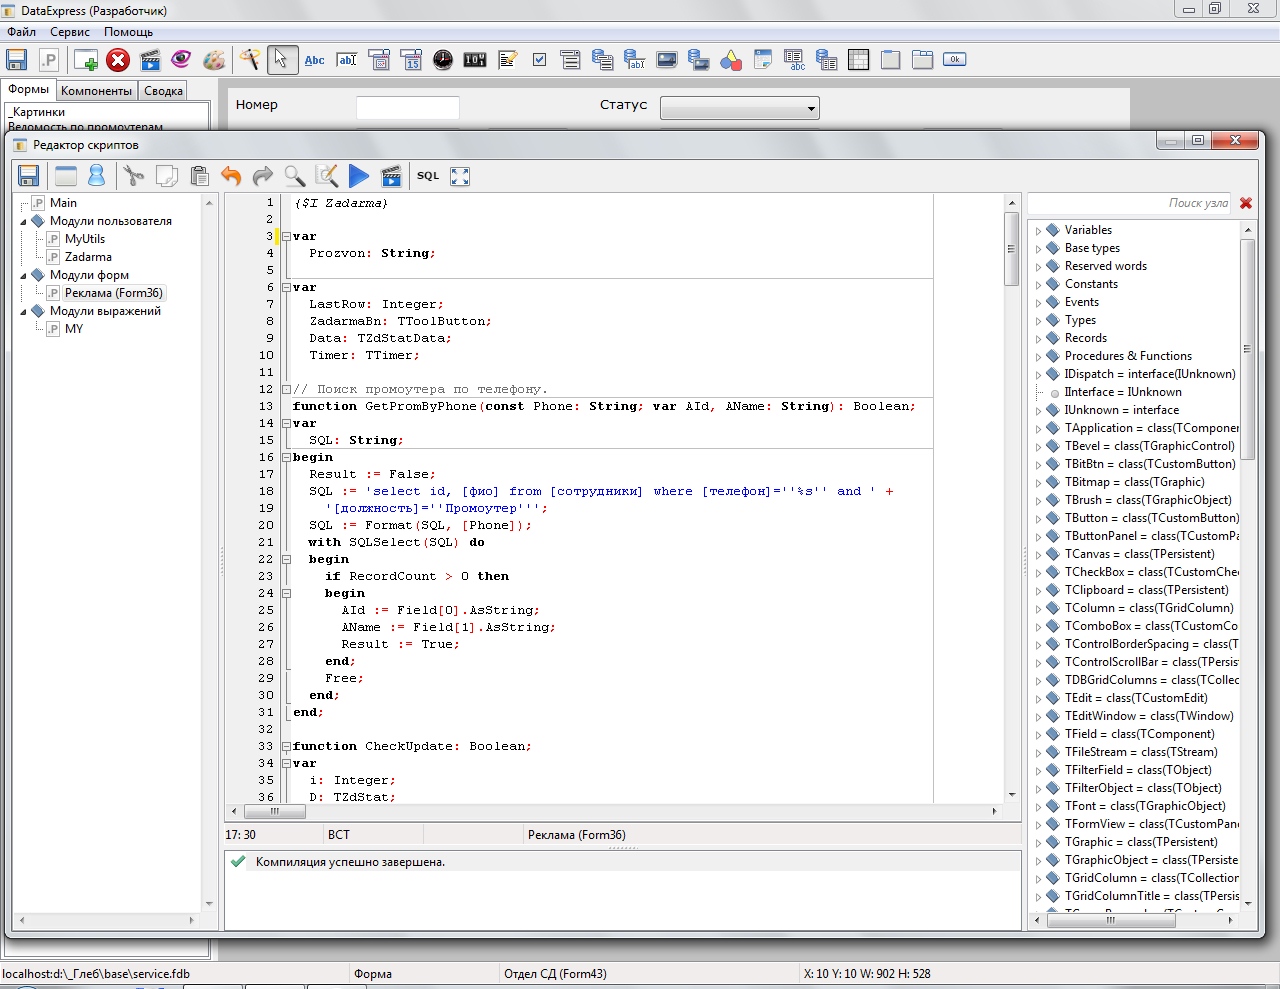 DataExpress (Разработчик)
Файл Сервис Помощь
.P Abc abI 15 abc Ok
Формы Компоненты Сводка
Номер Статус
_Картинки
Ведомость по промоутерам
Редактор скриптов
SQL
.P Main
Модули пользователя
.P MyUtils
.P Zadarma
Модули форм
.P Реклама (Form36)
Модули выражений
.P MY
1 {$I Zadarma}
2
3 var
4 Prozvon: String;
5
6 var
7 LastRow: Integer;
8 ZadarmaBn: TToolButton;
9 Data: TZdStatData;
10 Timer: TTimer;
11
12 // Поиск промоутера по телефону.
13 function GetPromByPhone(const Phone: String; var AId, AName: String): Boolean;
14 var
15 SQL: String;
16 begin
17 Result := False;
18 SQL := 'select id, [фио] from [сотрудники] where [телефон]=''%s'' and ' +
19 '[должность]=''Промоутер''';
20 SQL := Format(SQL, [Phone]);
21 with SQLSelect(SQL) do
22 begin
23 if RecordCount > 0 then
24 begin
25 AId := Field[0].AsString;
26 AName := Field[1].AsString;
27 Result := True;
28 end;
29 Free;
30 end;
31 end;
32
33 function CheckUpdate: Boolean;
34 var
35 i: Integer;
36 D: TZdStat;
17: 30 ВСТ Реклама (Form36)
Компиляция успешно завершена.
Поиск узла
Variables
Base types
Reserved words
Constants
Events
Types
Records
Procedures & Functions
IDispatch = interface(IUnknown)
IInterface = IUnknown
IUnknown = interface
TApplication = class(TComponen
TBevel = class(TGraphicControl)
TBitBtn = class(TCustomButton)
TBitmap = class(TGraphic)
TBrush = class(TGraphicObject)
TButton = class(TCustomButton)
TButtonPanel = class(TCustomPa
TCanvas = class(TPersistent)
TCheckBox = class(TCustomChe
TClipboard = class(TPersistent)
TColumn = class(TGridColumn)
TComboBox = class(TCustomCo
TControlBorderSpacing = class(T
TControlScrollBar = class(TPersis
TDBGridColumns = class(TCollec
TEdit = class(TCustomEdit)
TEditWindow = class(TWindow)
TField = class(TComponent)
TFileStream = class(TStream)
TFilterField = class(TObject)
TFilterObject = class(TObject)
TFont = class(TGraphicObject)
TFormView = class(TCustomPane
TGraphic = class(TPersistent)
TGraphicObject = class(TPersiste
TGridColumn = class(TCollection
TGridColumnTitle = class(TPersis
localhost:d:\_Глеб\base\service.fdb Форма Отдел СД (Form43) X: 10 Y: 10 W: 902 H: 528